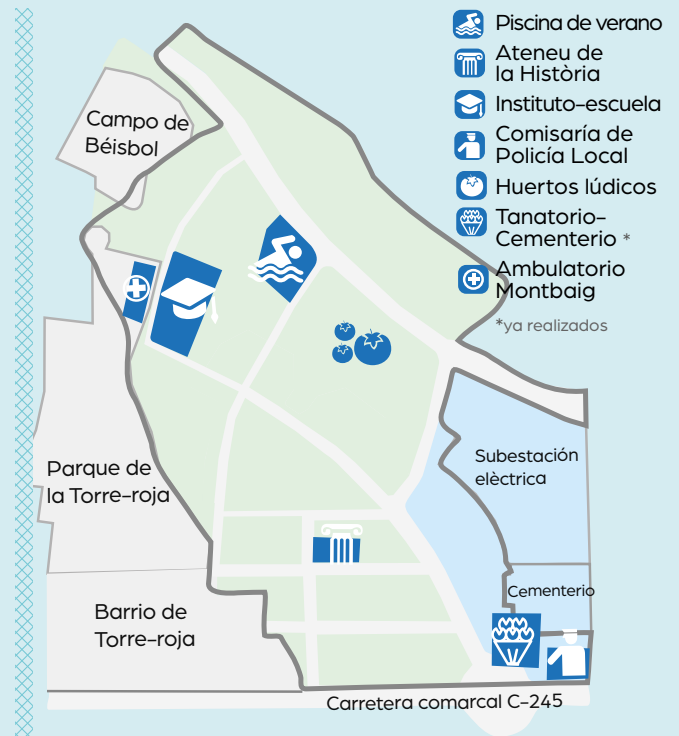 Piscina de verano
Ateneu de
la Història
Instituto-escuela
Comisaría de
Policía Local
Huertos lúdicos
Tanatorio-
Cementerio *
Ambulatorio
Montbaig
*ya realizados
Campo de
Béisbol
Subestación
elèctrica
Parque de
la Torre-roja
Cementerio
Barrio de
Torre-roja
Carretera comarcal C-245